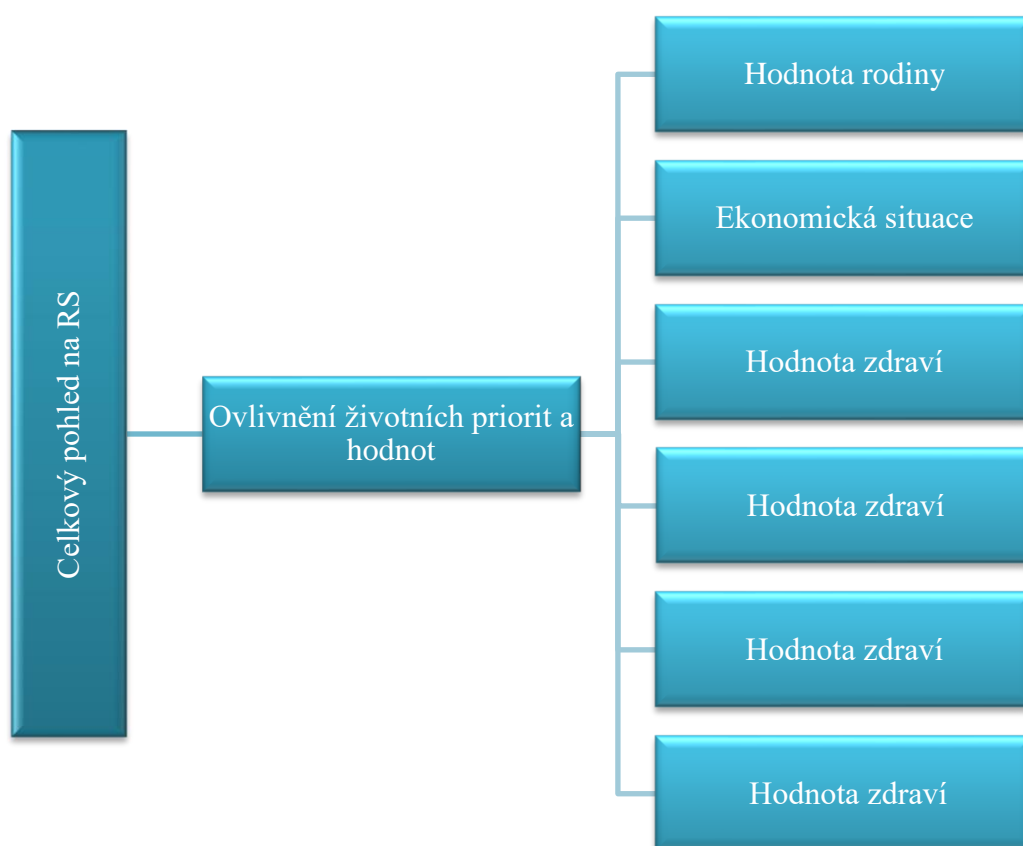 Celkový pohled na RS
Ovlivnění životních priorit a
hodnot
Hodnota rodiny
Ekonomická situace
Hodnota zdraví
Hodnota zdraví
Hodnota zdraví
Hodnota zdraví